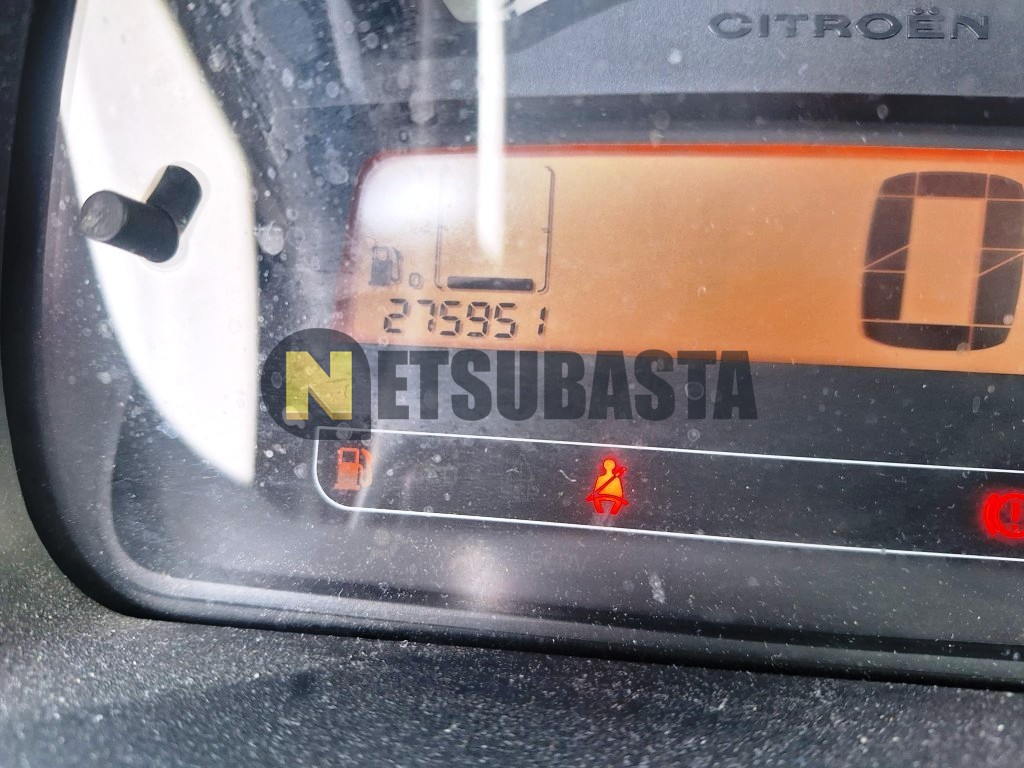 CITROËN
0
275951
NETSUBASTA